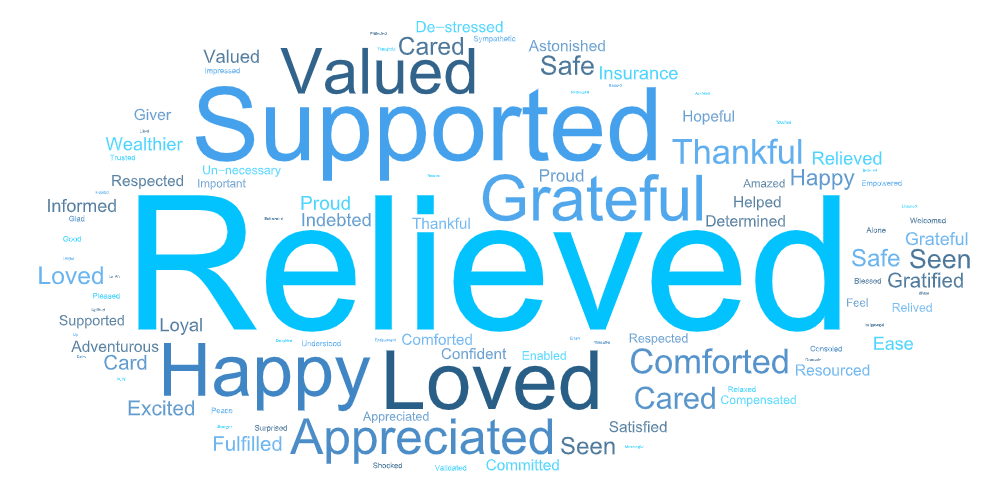 De-stressed
Cared
Sympathetic
Valued
Valued
Astonished
Safe
Insurance
Impressed
Supported
Giver
Hopeful
Wealthier
Thankful
Relieved
Trusted
Un-necessary
Respected
Important
Grateful
Proud
Amazed
Happy
Empowered
Informed
Proud
Helped
Glad
Indebted
Thankful
Determined
Welcomed
Relieved
Alone
Good
Grateful
Loved
Safe
Seen
Blessed
Gratified
Pleased
Feel
Relived
Supported
Loyal
Adventurous
Understood
Comforted
Respected
Ease
Card
Happy
Loved
Confident
Enabled
Comforted
Consoled
Resourced
Excited
Peace
Cared
Relaxed
Compensated
Appreciated
Surprised
Satisfied
Fulfilled
Appreciated
Seen
Shocked
Validated
Committed